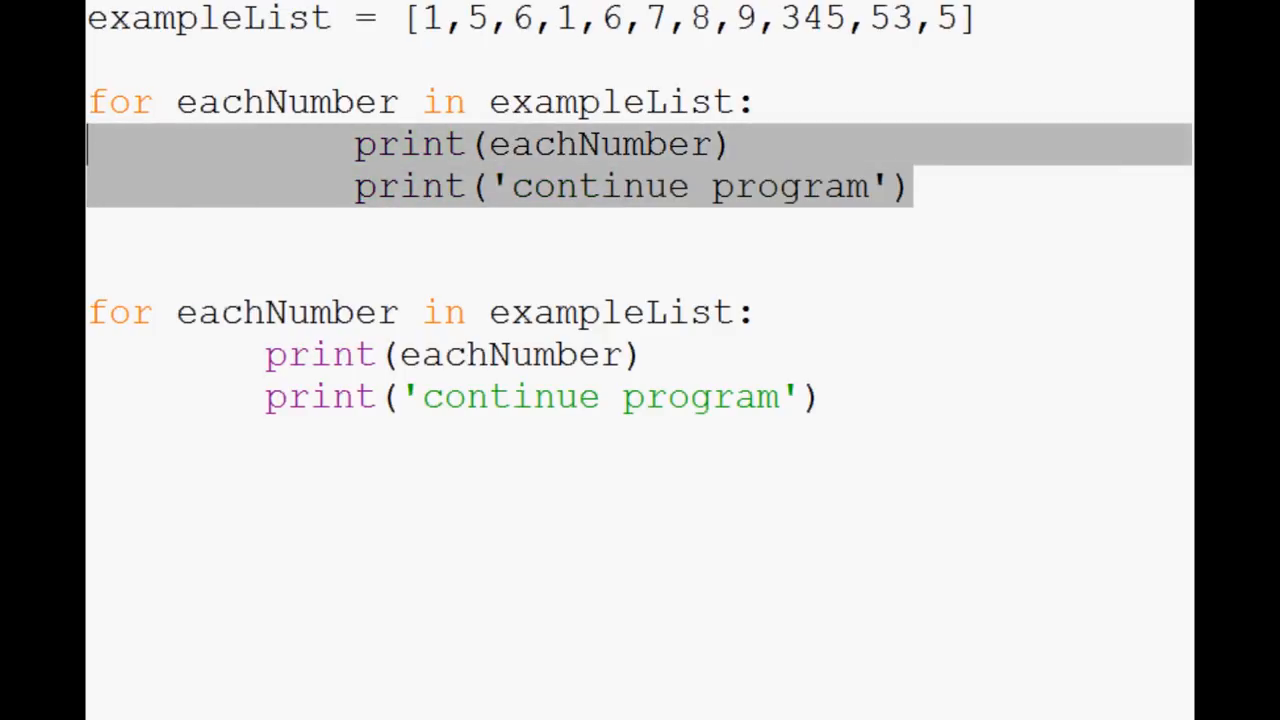 exampleList = [1,5,6,1,6,7,8,9,345,53,5]
for eachNumber in exampleList:
print(eachNumber)
print('continue program')
for eachNumber in exampleList:
print(eachNumber)
print('continue program')